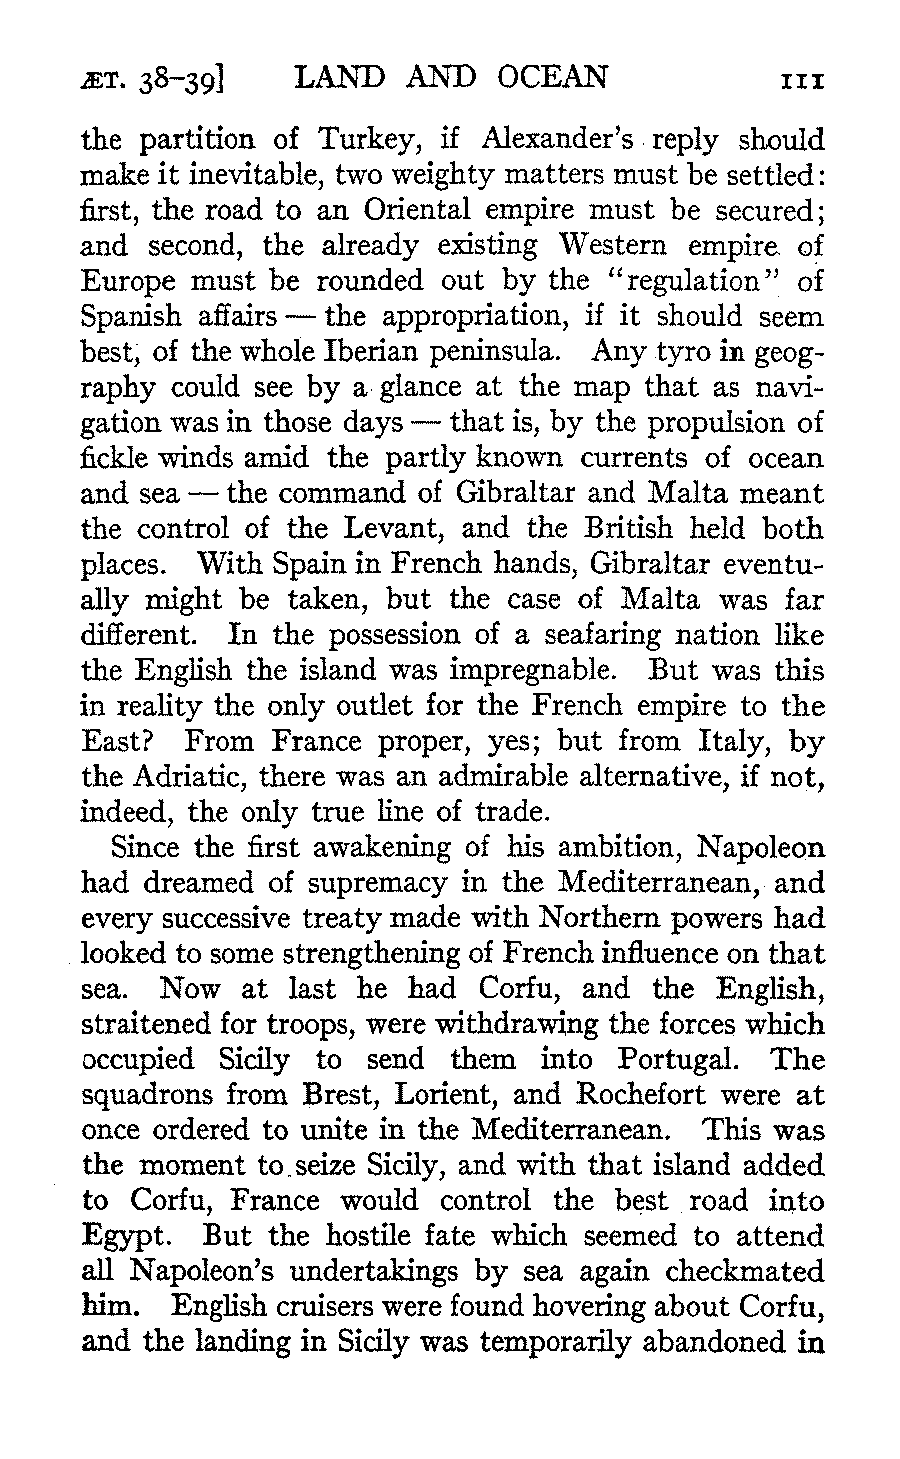 ÆT. 38–39] LAND AND OCEAN 111
the partition of Turkey, if Alexander's reply should
make it inevitable, two weighty matters must be settled:
first, the road to an Oriental empire must be secured;
and second, the already existing Western empire of
Europe must be rounded out by the "regulation" of
Spanish affairs — the appropriation, if it should seem
best, of the whole Iberian peninsula. Any tyro in geog-
raphy could see by a glance at the map that as navi-
gation was in those days — that is, by the propulsion of
fickle winds amid the partly known currents of ocean
and sea — the command of Gibraltar and Malta meant
the control of the Levant, and the British held both
places. With Spain in French hands, Gibraltar eventu-
ally might be taken, but the case of Malta was far
different. In the possession of a seafaring nation like
the English the island was impregnable. But was this
in reality the only outlet for the French empire to the
East? From France proper, yes; but from Italy, by
the Adriatic, there was an admirable alternative, if not,
indeed, the only true line of trade.
Since the first awakening of his ambition, Napoleon
had dreamed of supremacy in the Mediterranean, and
every successive treaty made with Northern powers had
looked to some strengthening of French influence on that
sea. Now at last he had Corfu, and the English,
straitened for troops, were withdrawing the forces which
occupied Sicily to send them into Portugal. The
squadrons from Brest, Lorient, and Rochefort were at
once ordered to unite in the Mediterranean. This was
the moment to seize Sicily, and with that island added
to Corfu, France would control the best road into
Egypt. But the hostile fate which seemed to attend
all Napoleon's undertakings by sea again checkmated
him. English cruisers were found hovering about Corfu,
and the landing in Sicily was temporarily abandoned in